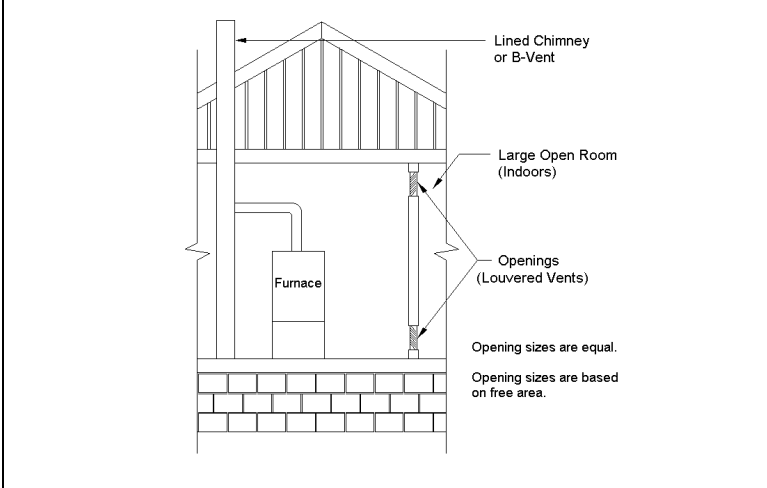 Lined Chimney
or B-Vent
Large Open Room
(Indoors)
Furnace
Openings
(Louvered Vents)
Opening sizes are equal.
Opening sizes are based
on free area.